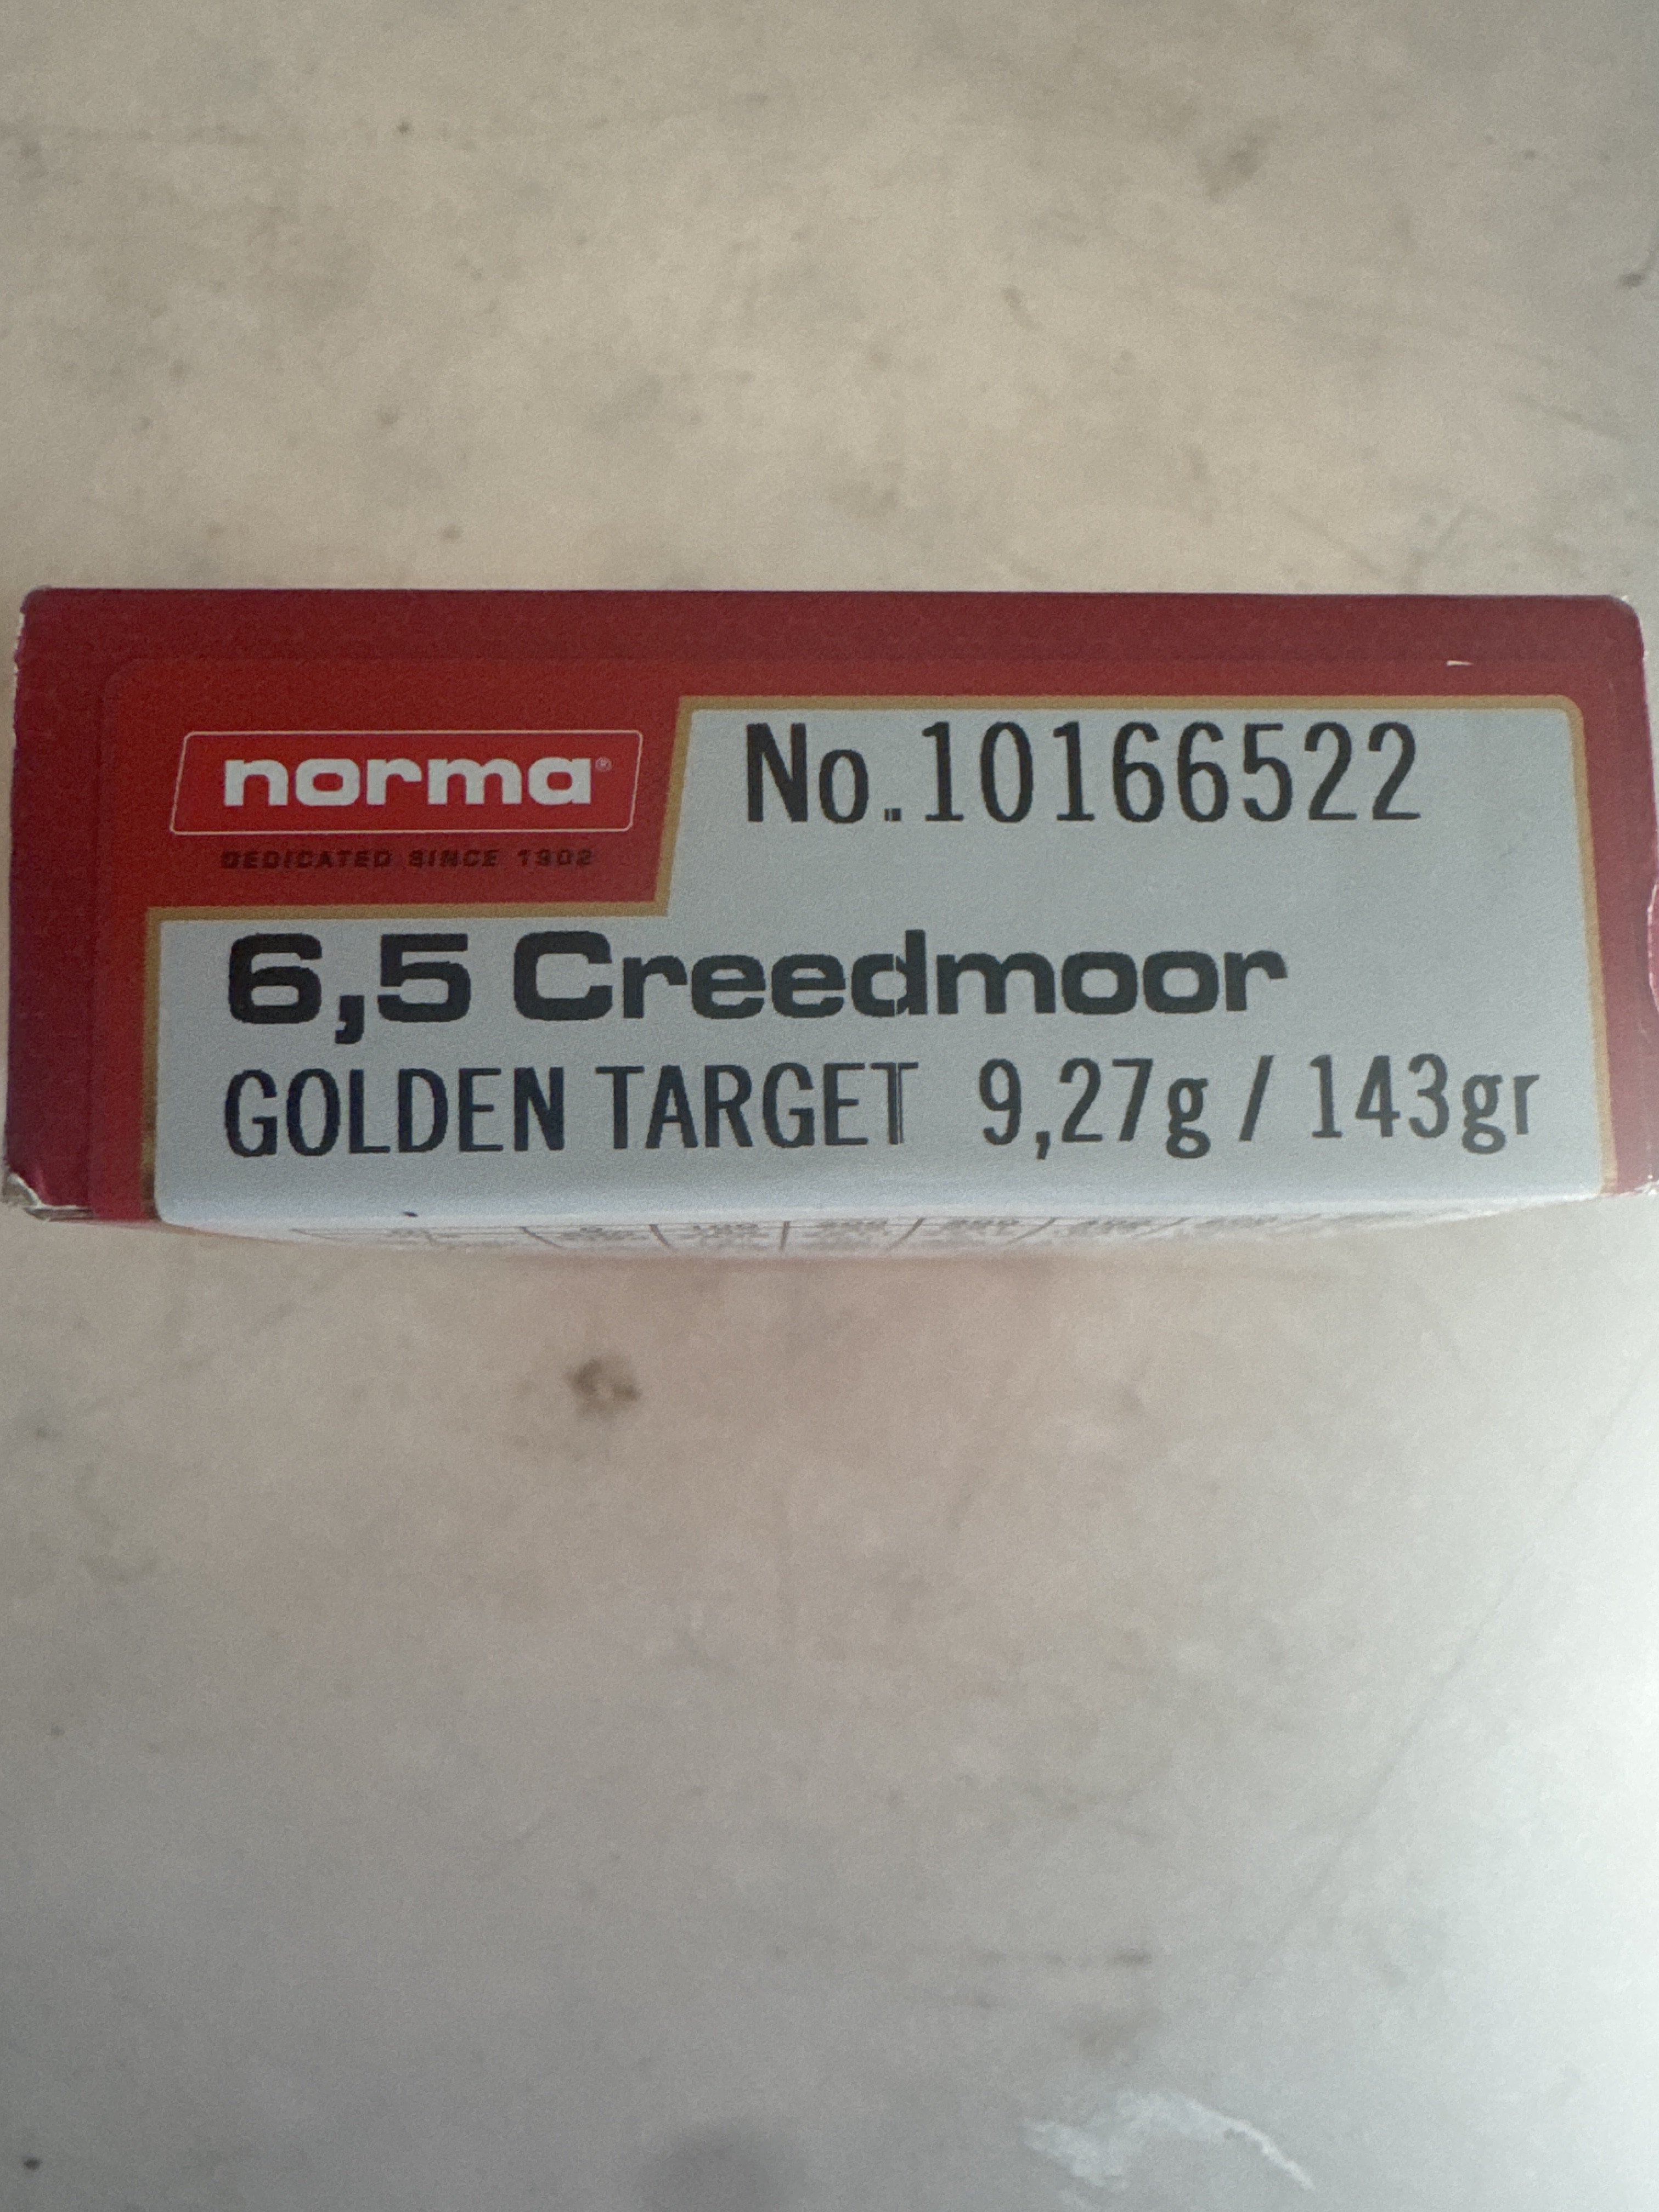 norma®
DEDICATED SINCE 1902
No.10166522
6,5 Creedmoor
GOLDEN TARGET 9,27g / 143gr